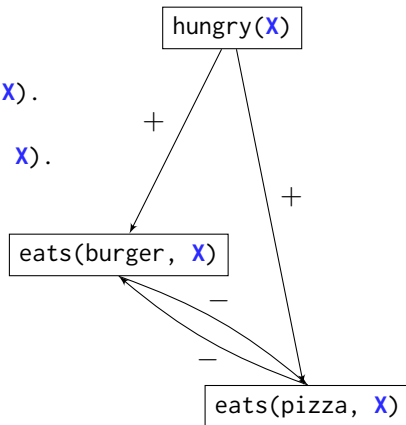 hungry(X)
X).
+
X).
+
eats(burger, X)
−
−
eats(pizza, X)